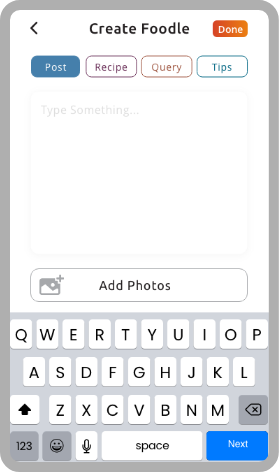 Create Foodle Done
Post Recipe Query Tips
Type Something...
Add Photos
Q W E R T Y U I O P
A S D F G H J K L
Z X C V B N M
123 space Next